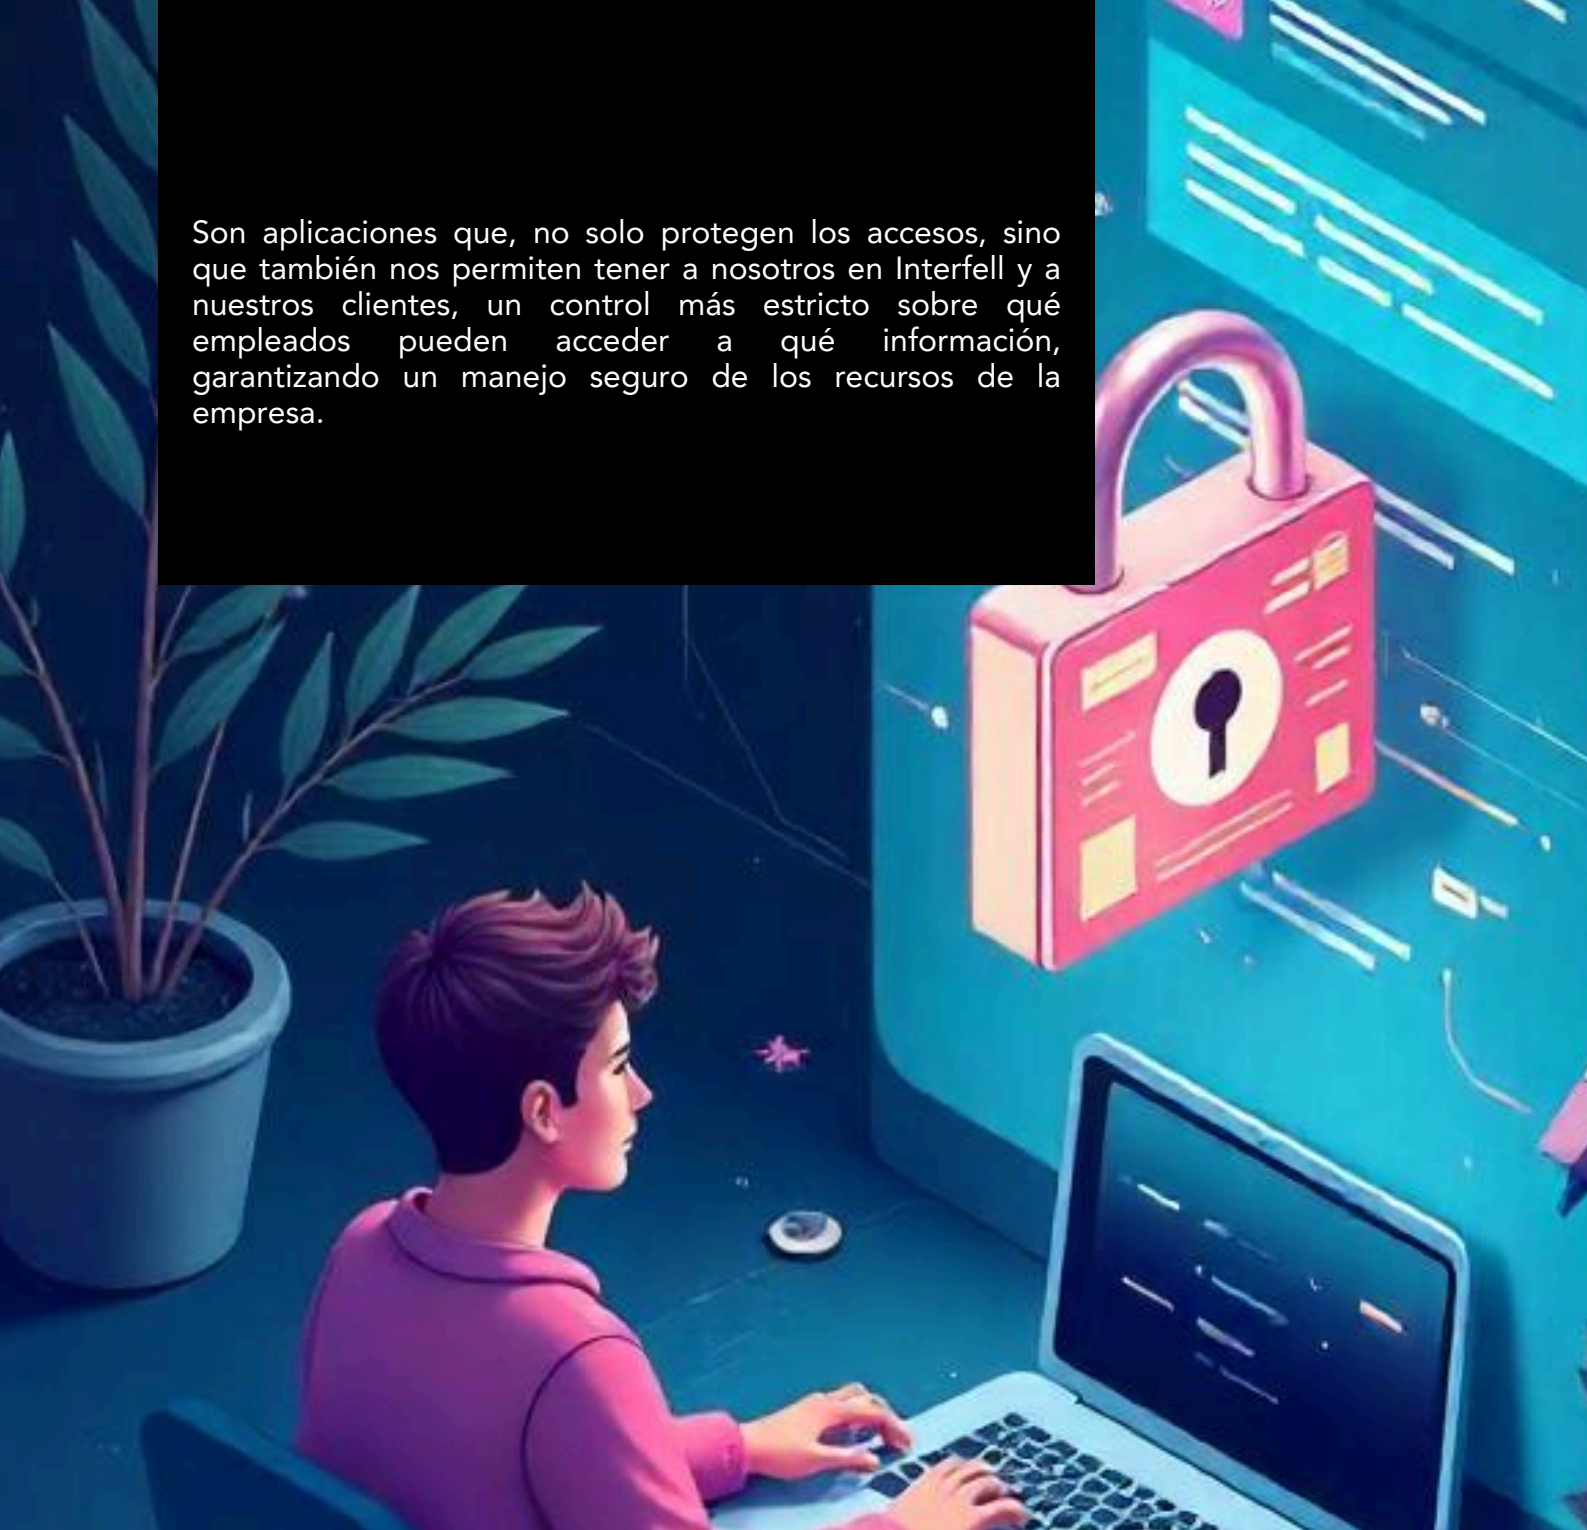 Son aplicaciones que, no solo protegen los accesos, sino
que también nos permiten tener a nosotros en Interfell y a
nuestros clientes, un control más estricto sobre qué
empleados pueden acceder a qué información,
garantizando un manejo seguro de los recursos de la
empresa.